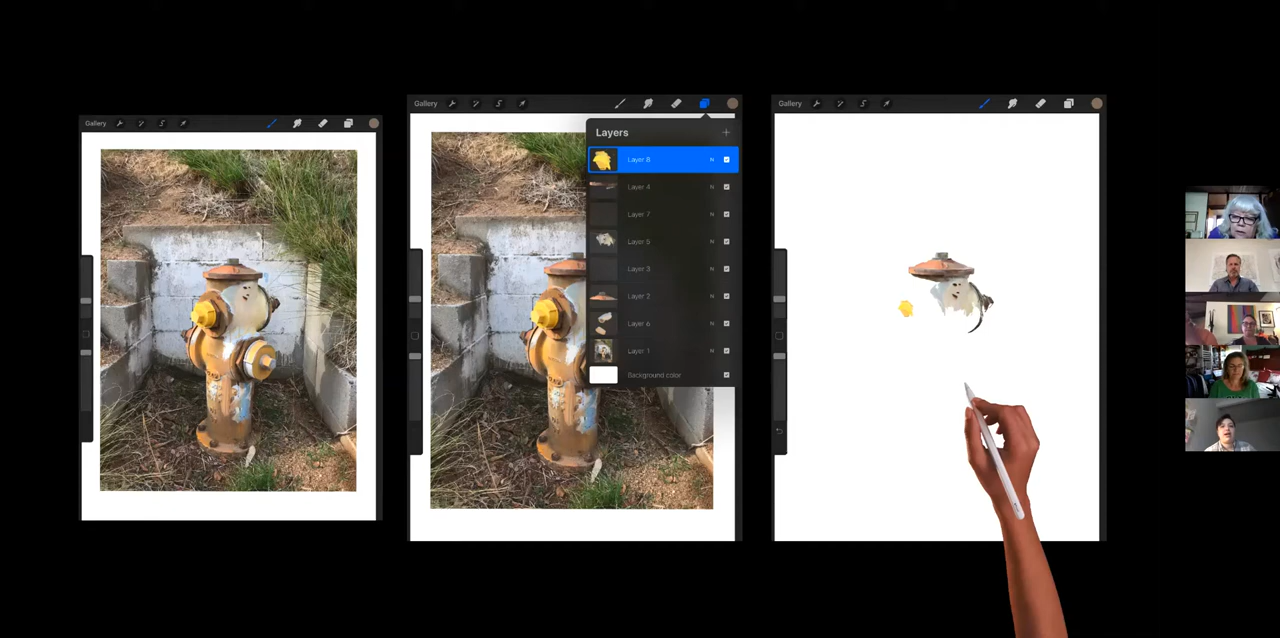 Gallery
Gallery
Layers
Layer 8 N
Layer 4 N
Layer 7 N
Layer 5 N
Layer 3 N
Layer 2 N
Layer 6 N
Layer 1 N
Background color
Gallery